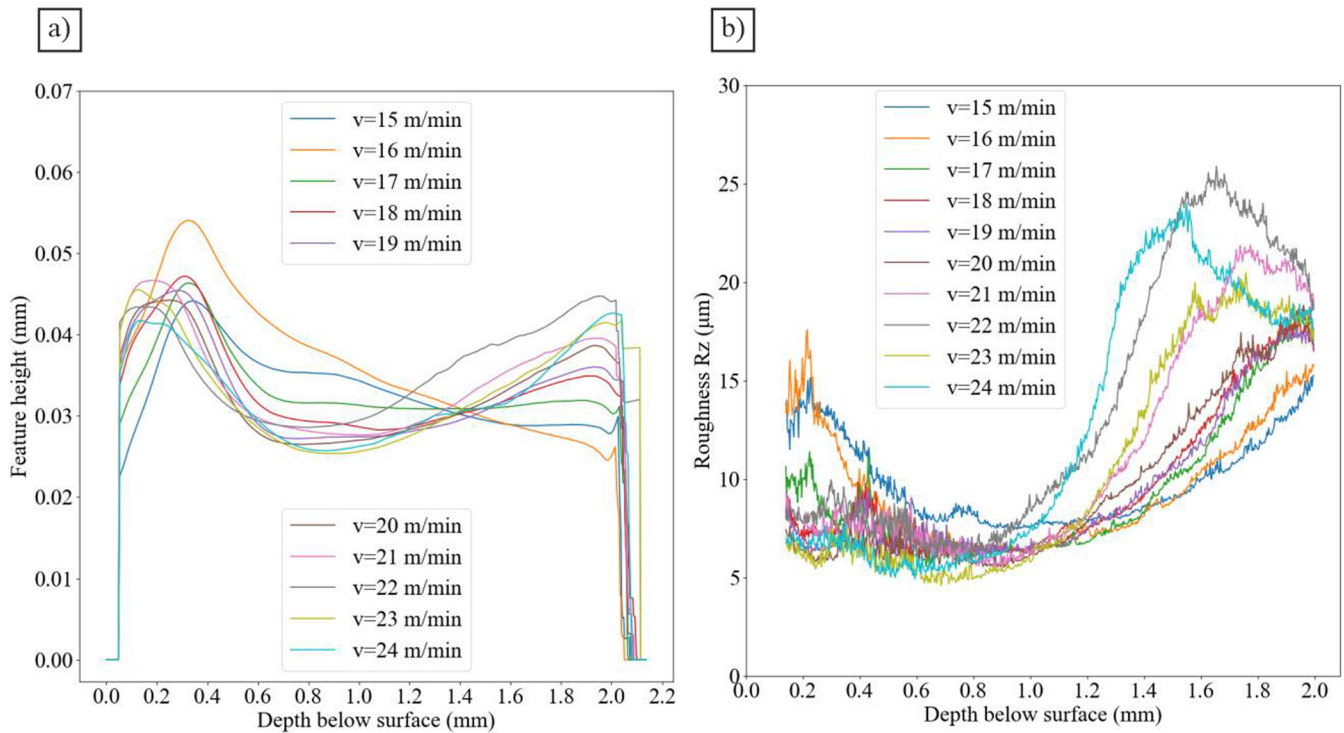 a)
Feature height (mm)
0.07
0.06
0.05
0.04
0.03
0.02
0.01
0.00
v=15 m/min
v=16 m/min
v=17 m/min
v=18 m/min
v=19 m/min
v=20 m/min
v=21 m/min
v=22 m/min
v=23 m/min
v=24 m/min
0.0 0.2 0.4 0.6 0.8 1.0 1.2 1.4 1.6 1.8 2.0 2.2
Depth below surface (mm)
b)
Roughness Rz (μm)
30
25
20
15
10
5
0
v=15 m/min
v=16 m/min
v=17 m/min
v=18 m/min
v=19 m/min
v=20 m/min
v=21 m/min
v=22 m/min
v=23 m/min
v=24 m/min
0.0 0.2 0.4 0.6 0.8 1.0 1.2 1.4 1.6 1.8 2.0
Depth below surface (mm)